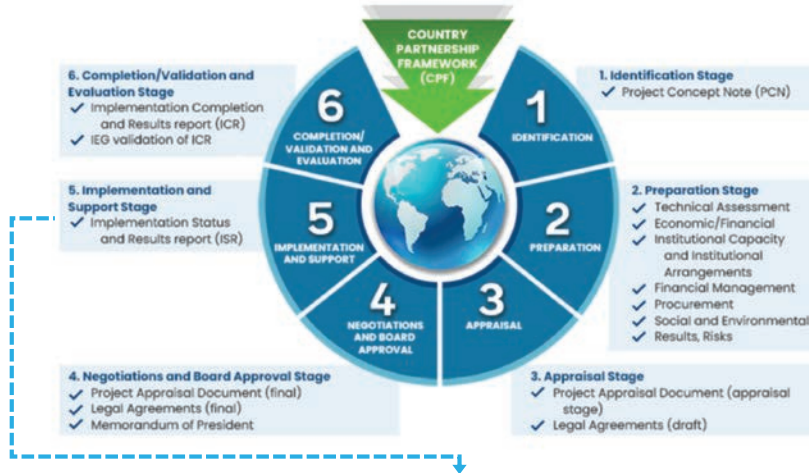 COUNTRY
PARTNERSHIP
FRAMEWORK
(CPF)
1
IDENTIFICATION
2
PREPARATION
3
APPRAISAL
4
NEGOTIATIONS
AND BOARD
APPROVAL
5
IMPLEMENTATION
AND SUPPORT
6
COMPLETION/
VALIDATION AND
EVALUATION
1. Identification Stage
Project Concept Note (PCN)
2. Preparation Stage
Technical Assessment
Economic/Financial
Institutional Capacity
and Institutional
Arrangements
Financial Management
Procurement
Social and Environmental
Results, Risks
3. Appraisal Stage
Project Appraisal Document (appraisal
stage)
Legal Agreements (draft)
4. Negotiations and Board Approval Stage
Project Appraisal Document (final)
Legal Agreements (final)
Memorandum of President
5. Implementation and
Support Stage
Implementation Status
and Results report (ISR)
6. Completion/Validation and
Evaluation Stage
Implementation Completion
and Results report (ICR)
IEG validation of ICR